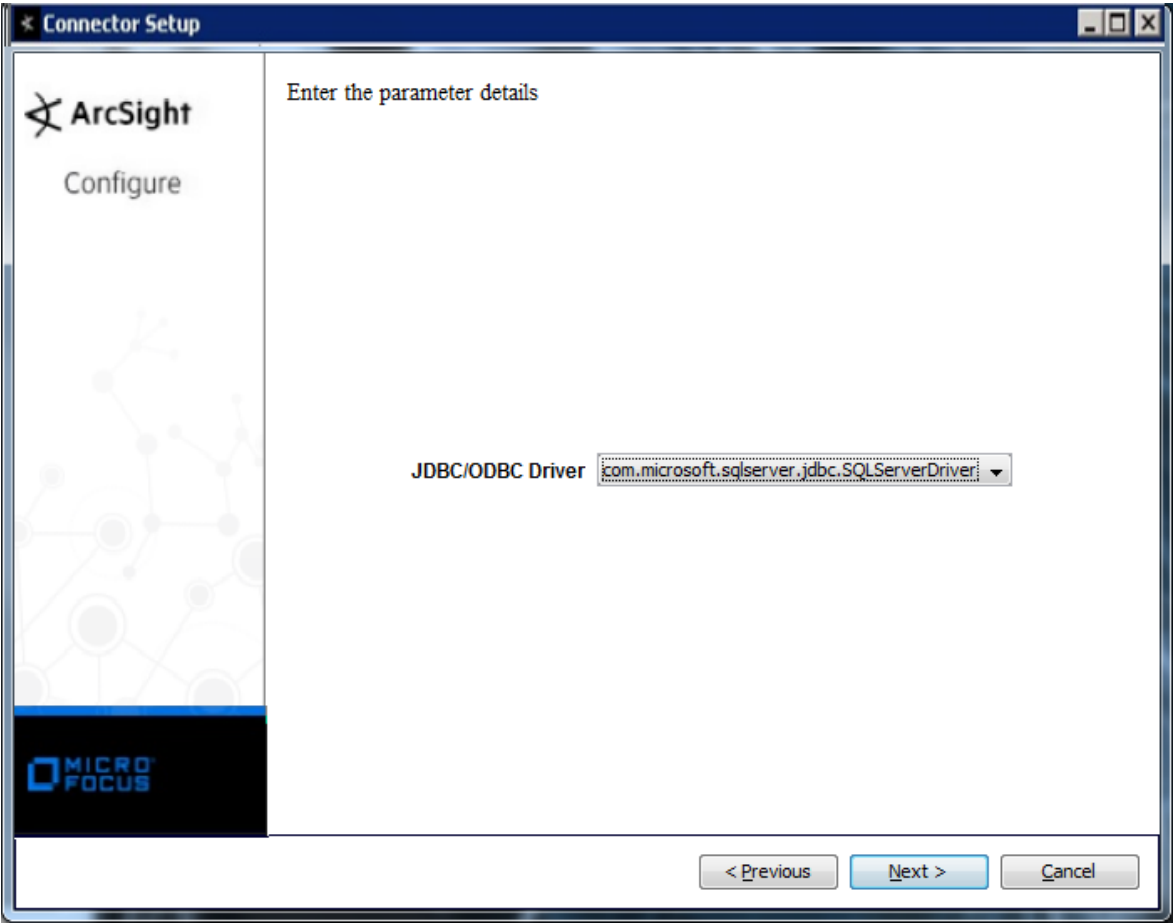 Connector Setup
ArcSight
Configure
Enter the parameter details
JDBC/ODBC Driver com.microsoft.sqlserver.jdbc.SQLServerDriver
MICRO
FOCUS
< Previous Next > Cancel